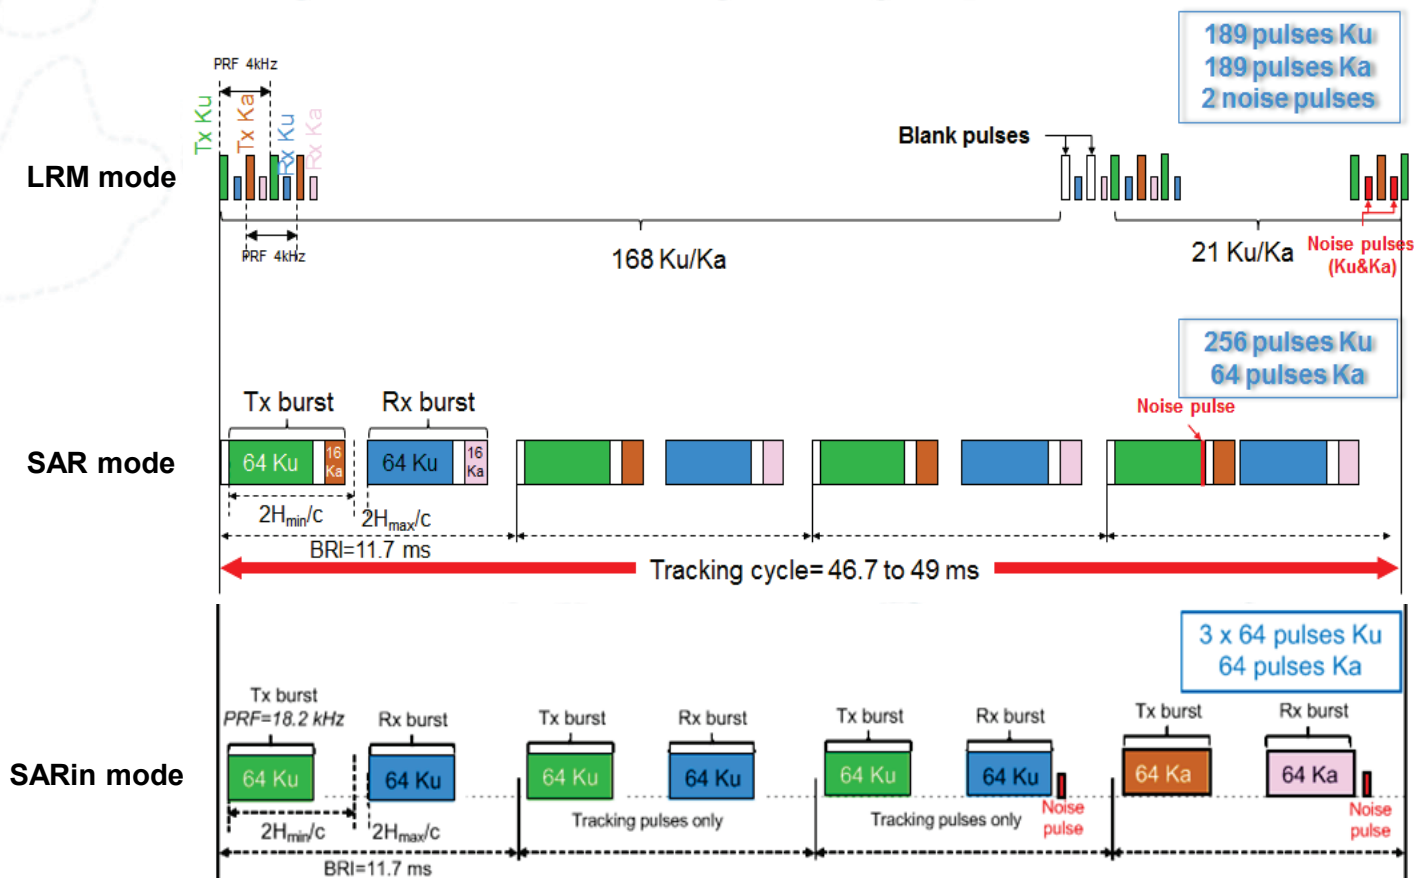 189 pulses Ku
189 pulses Ka
2 noise pulses
PRF 4kHz
Tx Ku
Tx Ka
Rx Ku
Rx Ka
Blank pulses
LRM mode
PRF 4kHz
168 Ku/Ka
21 Ku/Ka
Noise pulses
(Ku&Ka)
256 pulses Ku
64 pulses Ka
Noise pulse
Tx burst
Rx burst
SAR mode
64 Ku
16
Ka
64 Ku
16
Ka
2Hmin/c
2Hmax/c
BRI=11.7 ms
Tracking cycle= 46.7 to 49 ms
3 x 64 pulses Ku
64 pulses Ka
Tx burst
PRF=18.2 kHz
Rx burst
Tx burst
Rx burst
Tx burst
Rx burst
Tx burst
Rx burst
SARin mode
64 Ku
64 Ku
64 Ku
64 Ku
64 Ku
64 Ku
64 Ka
64 Ka
2Hmin/c
2Hmax/c
Tracking pulses only
Tracking pulses only
Noise
pulse
Noise
pulse
BRI=11.7 ms